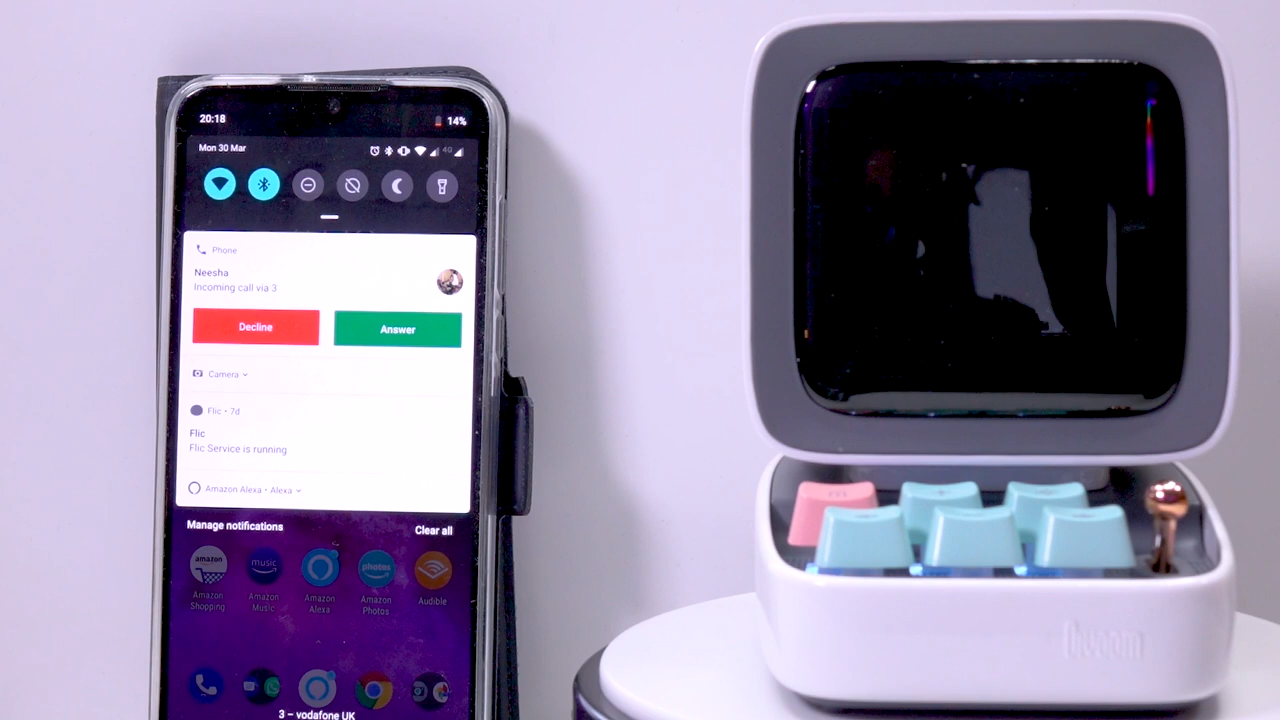 20:18
14%
Mon 30 Mar
4G
Phone
Neesha
Incoming call via 3
Decline
Answer
Camera
Flic • 7d
Flic
Flic Service is running
Amazon Alexa • Alexa
Manage notifications
Clear all
amazon
music
photos
Amazon Shopping
Amazon Music
Amazon Alexa
Amazon Photos
Audible
3 – vodafone UK